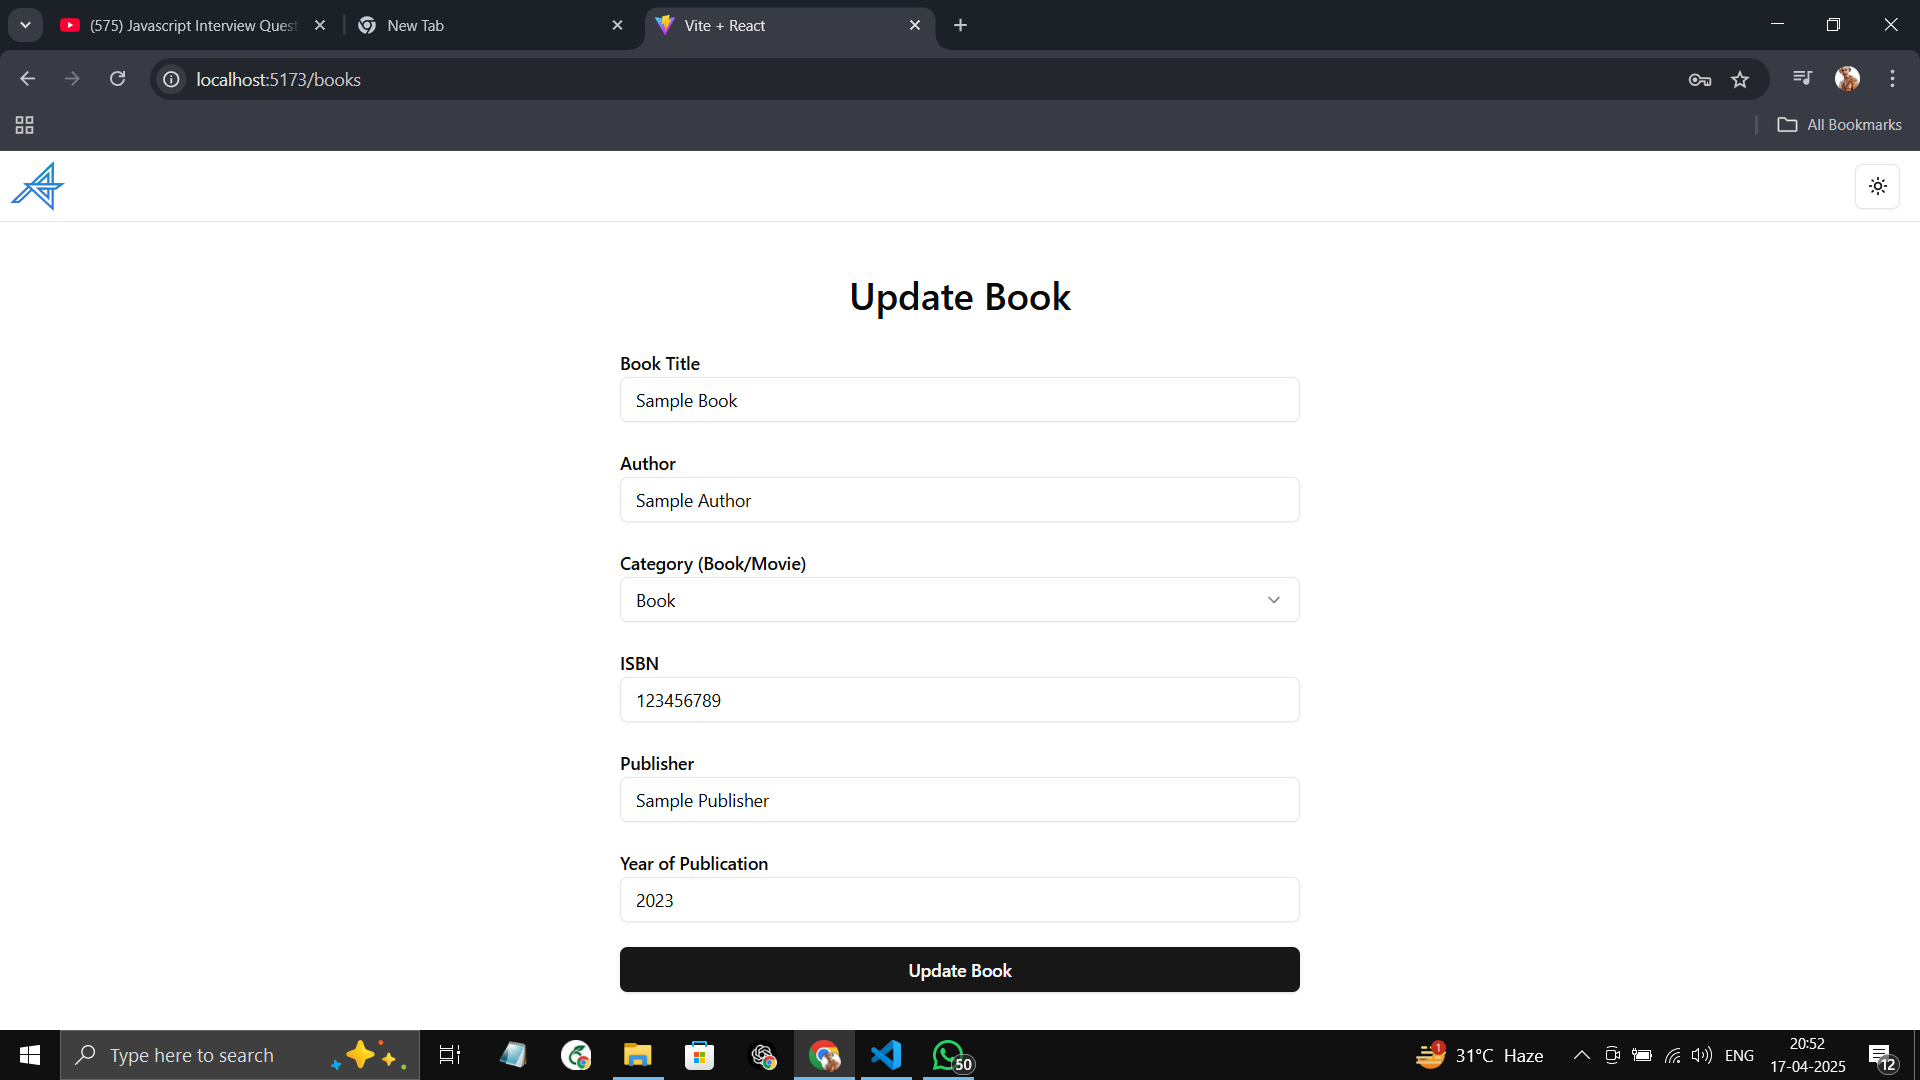 (575) Javascript Interview Quest
New Tab
Vite + React
localhost:5173/books
All Bookmarks
Update Book
Book Title
Sample Book
Author
Sample Author
Category (Book/Movie)
Book
ISBN
123456789
Publisher
Sample Publisher
Year of Publication
2023
Update Book
Type here to search
50
1
31°C Haze
ENG
20:52
17-04-2025
12